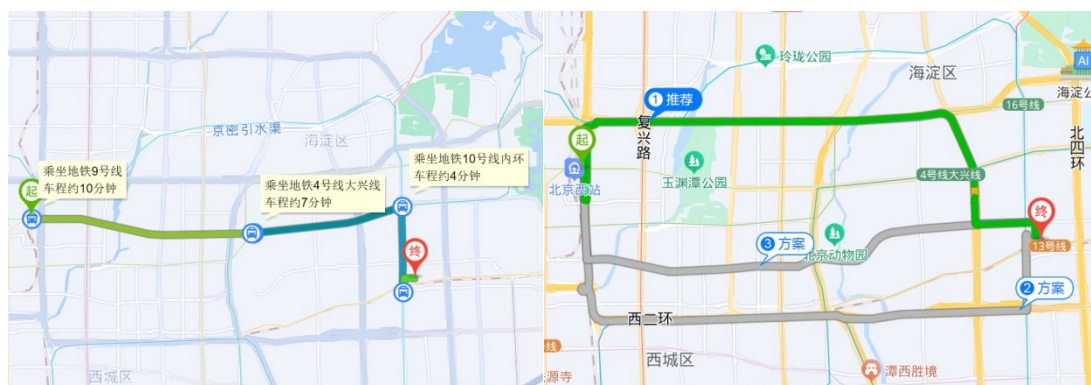 京密引水渠
海淀区
乘坐地铁9号线
车程约10分钟
起
乘坐地铁4号线大兴线
车程约7分钟
乘坐地铁10号线内环
车程约4分钟
终
西城区
玲珑公园
海淀区
AI
海淀公
1 推荐
16号线
复兴路
起
北京西站
玉渊潭公园
北四环
4号线大兴线
终
13号线
北京动物园
3 方案
2 方案
西二环
西城区
潭西胜境
线
源寺